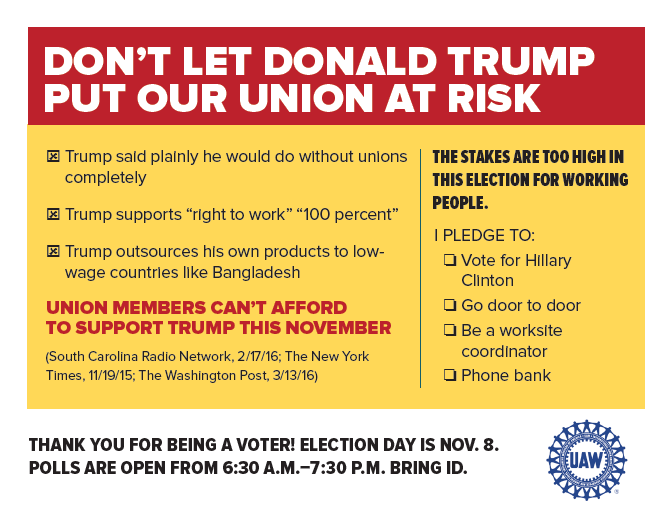 DON'T LET DONALD TRUMP
PUT OUR UNION AT RISK
Trump said plainly he would do without unions
completely
Trump supports “right to work” “100 percent”
Trump outsources his own products to low-
wage countries like Bangladesh
UNION MEMBERS CAN'T AFFORD
TO SUPPORT TRUMP THIS NOVEMBER
(South Carolina Radio Network, 2/17/16; The New York
Times, 11/19/15; The Washington Post, 3/13/16)
THE STAKES ARE TOO HIGH IN
THIS ELECTION FOR WORKING
PEOPLE.
I PLEDGE TO:
Vote for Hillary
Clinton
Go door to door
Be a worksite
coordinator
Phone bank
THANK YOU FOR BEING A VOTER! ELECTION DAY IS NOV. 8.
POLLS ARE OPEN FROM 6:30 A.M.–7:30 P.M. BRING ID.
UAW